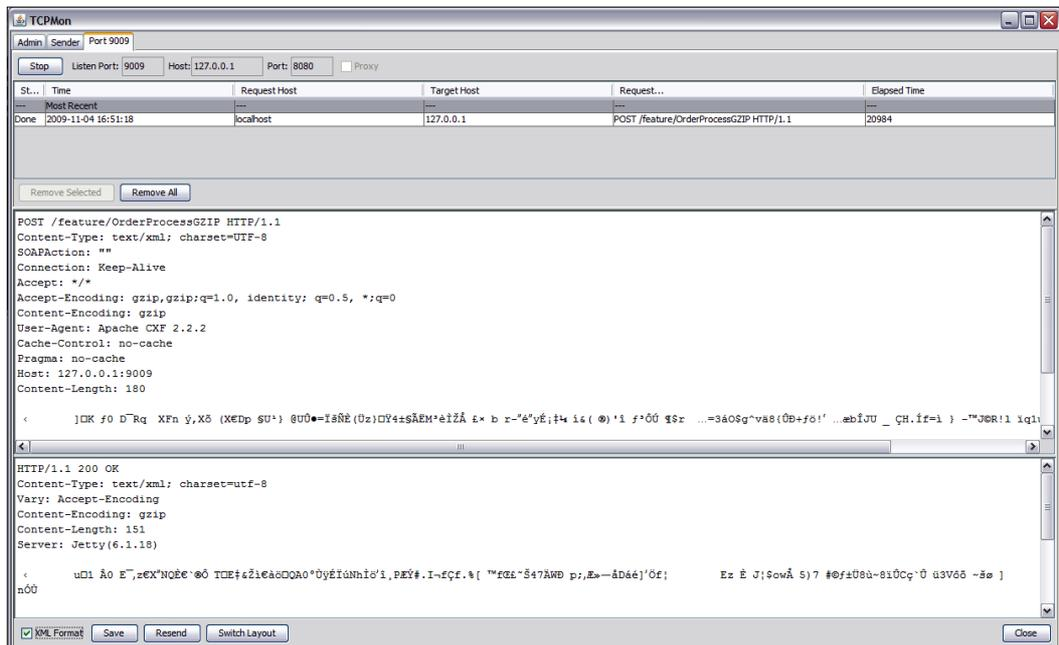 TCPMon
Admin Sender Port 9009
Stop Listen Port: 9009 Host: 127.0.0.1 Port: 8080 Proxy
St... Time Request Host Target Host Request... Elapsed Time
--- Most Recent --- --- --- ---
Done 2009-11-04 16:51:18 localhost 127.0.0.1 POST /feature/OrderProcessGZIP HTTP/1.1 20984
Remove Selected Remove All
POST /feature/OrderProcessGZIP HTTP/1.1
Content-Type: text/xml; charset=UTF-8
SOAPAction: ""
Connection: Keep-Alive
Accept: */*
Accept-Encoding: gzip,gzip;q=1.0, identity; q=0.5, *;q=0
Content-Encoding: gzip
User-Agent: Apache CXF 2.2.2
Cache-Control: no-cache
Pragma: no-cache
Host: 127.0.0.1:9009
Content-Length: 180
HTTP/1.1 200 OK
Content-Type: text/xml; charset=utf-8
Vary: Accept-Encoding
Content-Encoding: gzip
Content-Length: 151
Server: Jetty(6.1.18)
nÓÙ
XML Format Save Resend Switch Layout Close